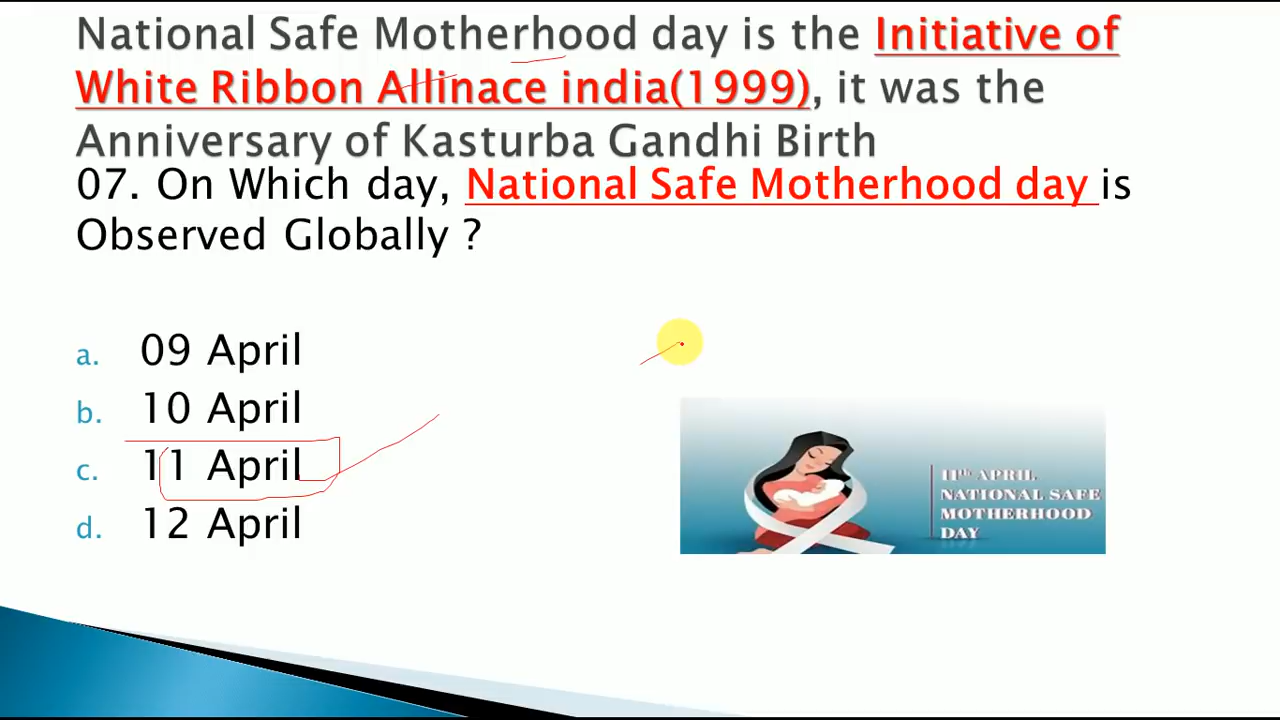 National Safe Motherhood day is the Initiative of
White Ribbon Allinace india(1999), it was the
Anniversary of Kasturba Gandhi Birth
07. On Which day, National Safe Motherhood day is
Observed Globally ?
a. 09 April
b. 10 April
c. 11 April
d. 12 April
11th APRIL
NATIONAL SAFE
MOTHERHOOD
DAY